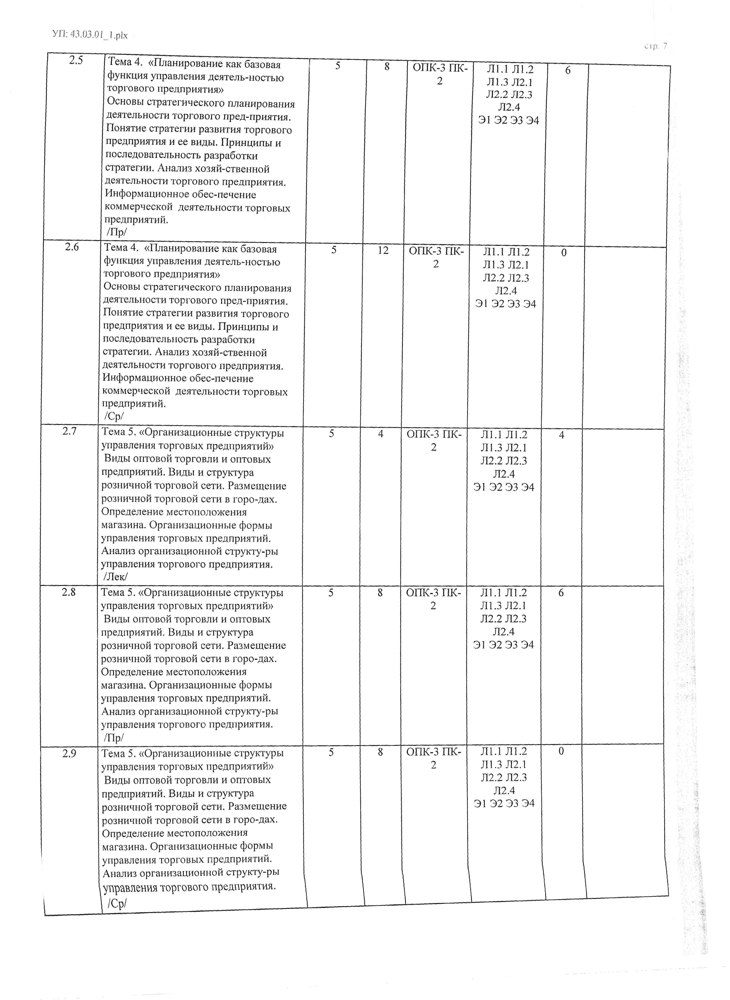 УП: 43.03.01_1.plx
стр. 7
2.5
Тема 4. «Планирование как базовая
функция управления деятель-ностью
торгового предприятия»
Основы стратегического планирования
деятельности торгового пред-приятия.
Понятие стратегии развития торгового
предприятия и ее виды. Принципы и
последовательность разработки
стратегии. Анализ хозяй-ственной
деятельности торгового предприятия.
Информационное обес-печение
коммерческой деятельности торговых
предприятий.
/Пр/
5
8
ОПК-3 ПК-
2
Л1.1 Л1.2
Л1.3 Л2.1
Л2.2 Л2.3
Л2.4
Э1 Э2 Э3 Э4
6
2.6
Тема 4. «Планирование как базовая
функция управления деятель-ностью
торгового предприятия»
Основы стратегического планирования
деятельности торгового пред-приятия.
Понятие стратегии развития торгового
предприятия и ее виды. Принципы и
последовательность разработки
стратегии. Анализ хозяй-ственной
деятельности торгового предприятия.
Информационное обес-печение
коммерческой деятельности торговых
предприятий.
/Ср/
5
12
ОПК-3 ПК-
2
Л1.1 Л1.2
Л1.3 Л2.1
Л2.2 Л2.3
Л2.4
Э1 Э2 Э3 Э4
0
2.7
Тема 5. «Организационные структуры
управления торговых предприятий»
Виды оптовой торговли и оптовых
предприятий. Виды и структура
розничной торговой сети. Размещение
розничной торговой сети в горо-дах.
Определение местоположения
магазина. Организационные формы
управления торговых предприятий.
Анализ организационной структу-ры
управления торгового предприятия.
/Лек/
5
4
ОПК-3 ПК-
2
Л1.1 Л1.2
Л1.3 Л2.1
Л2.2 Л2.3
Л2.4
Э1 Э2 Э3 Э4
4
2.8
Тема 5. «Организационные структуры
управления торговых предприятий»
Виды оптовой торговли и оптовых
предприятий. Виды и структура
розничной торговой сети. Размещение
розничной торговой сети в горо-дах.
Определение местоположения
магазина. Организационные формы
управления торговых предприятий.
Анализ организационной структу-ры
управления торгового предприятия.
/Пр/
5
8
ОПК-3 ПК-
2
Л1.1 Л1.2
Л1.3 Л2.1
Л2.2 Л2.3
Л2.4
Э1 Э2 Э3 Э4
6
2.9
Тема 5. «Организационные структуры
управления торговых предприятий»
Виды оптовой торговли и оптовых
предприятий. Виды и структура
розничной торговой сети. Размещение
розничной торговой сети в горо-дах.
Определение местоположения
магазина. Организационные формы
управления торговых предприятий.
Анализ организационной структу-ры
управления торгового предприятия.
/Ср/
5
8
ОПК-3 ПК-
2
Л1.1 Л1.2
Л1.3 Л2.1
Л2.2 Л2.3
Л2.4
Э1 Э2 Э3 Э4
0